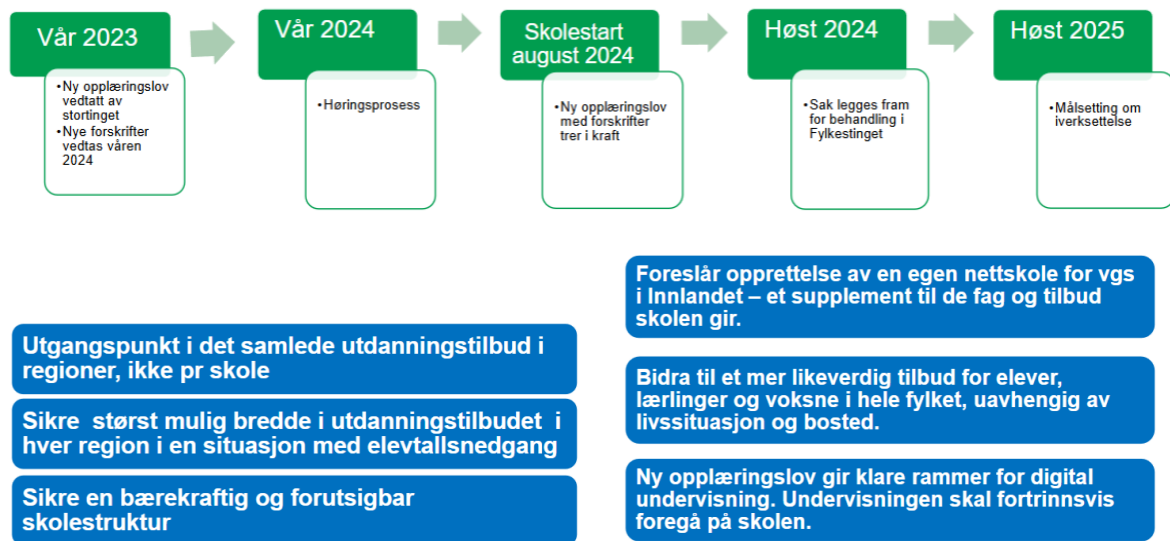 Vår 2023
•Ny opplæringslov
vedtatt av
stortinget
•Nye forskrifter
vedtas våren
2024
Vår 2024
•Høringsprosess
Skolestart
august 2024
•Ny opplæringslov
med forskrifter
trer i kraft
Høst 2024
•Sak legges fram
for behandling i
Fylkestinget
Høst 2025
•Målsetting om
iverksettelse
Utgangspunkt i det samlede utdanningstilbud i
regioner, ikke pr skole
Sikre størst mulig bredde i utdanningstilbudet i
hver region i en situasjon med elevtallsnedgang
Sikre en bærekraftig og forutsigbar
skolestruktur
Foreslår opprettelse av en egen nettskole for vgs
i Innlandet – et supplement til de fag og tilbud
skolen gir.
Bidra til et mer likeverdig tilbud for elever,
lærlinger og voksne i hele fylket, uavhengig av
livssituasjon og bosted.
Ny opplæringslov gir klare rammer for digital
undervisning. Undervisningen skal fortrinnsvis
foregå på skolen.